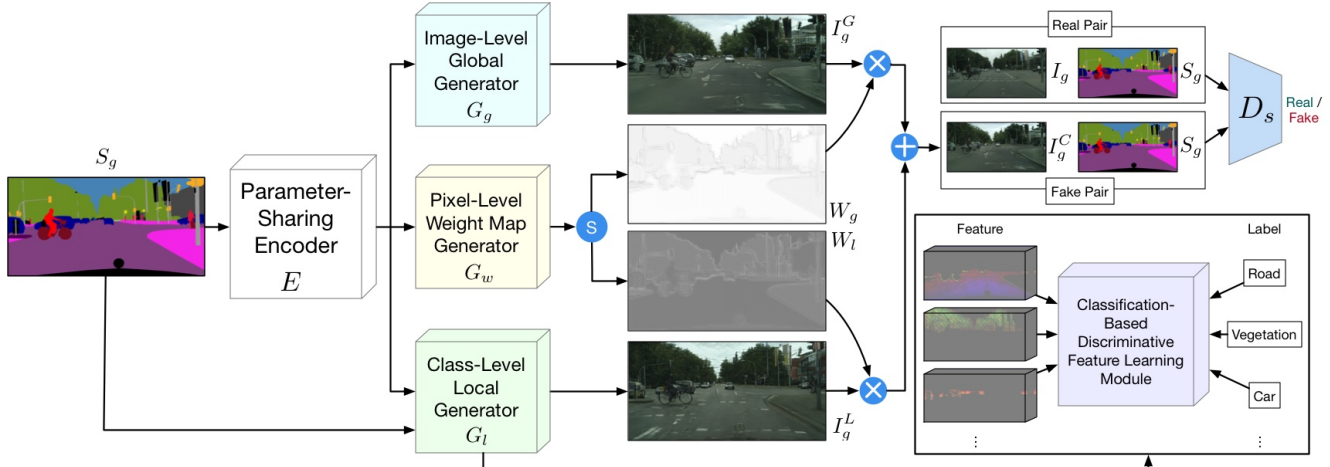 S_g
Parameter-
Sharing
Encoder
E
Image-Level
Global
Generator
G_g
Pixel-Level
Weight Map
Generator
G_w
Class-Level
Local
Generator
G_l
S
I_g^G
W_g
W_l
I_g^L
×
+
×
Real Pair
I_g
S_g
I_g^C
S_g
Fake Pair
D_s
Real /
Fake
Feature
Label
Classification-
Based
Discriminative
Feature Learning
Module
Road
Vegetation
Car
⋮
⋮